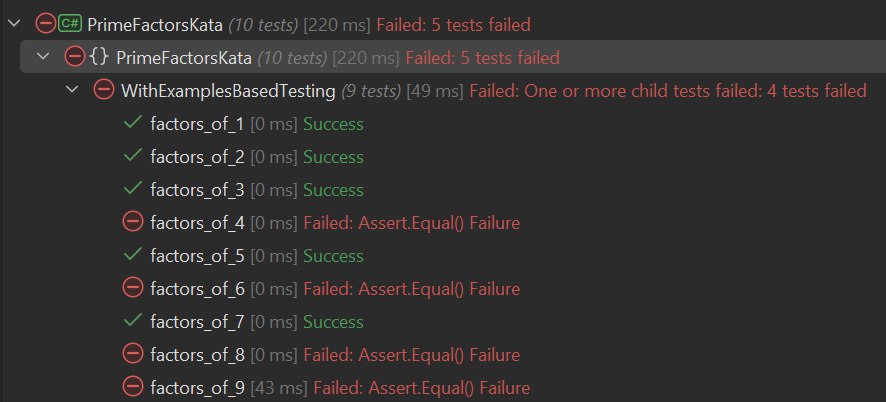 C# PrimeFactorsKata (10 tests) [220 ms] Failed: 5 tests failed
{} PrimeFactorsKata (10 tests) [220 ms] Failed: 5 tests failed
WithExamplesBasedTesting (9 tests) [49 ms] Failed: One or more child tests failed: 4 tests failed
factors_of_1 [0 ms] Success
factors_of_2 [0 ms] Success
factors_of_3 [0 ms] Success
factors_of_4 [0 ms] Failed: Assert.Equal() Failure
factors_of_5 [0 ms] Success
factors_of_6 [0 ms] Failed: Assert.Equal() Failure
factors_of_7 [0 ms] Success
factors_of_8 [0 ms] Failed: Assert.Equal() Failure
factors_of_9 [43 ms] Failed: Assert.Equal() Failure